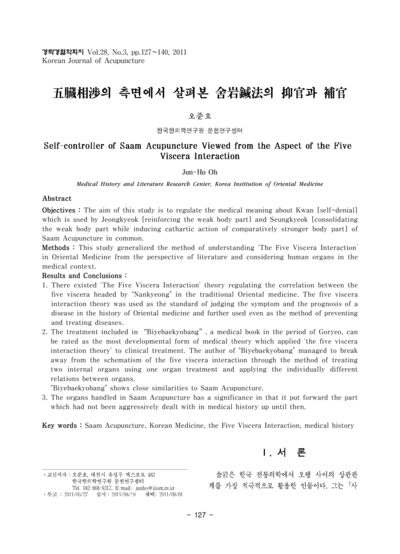 경락경혈학회지 Vol.28, No.3, pp.127∼140, 2011
Korean Journal of Acupuncture
五臟相涉의 측면에서 살펴본 舍岩鍼法의 抑官과 補官
오준호
한국한의학연구원 문헌연구센터
Self-controller of Saam Acupuncture Viewed from the Aspect of the Five
Viscera Interaction
Jun-Ho Oh
Medical History and Literature Research Center, Korea Institution of Oriental Medicine
Abstract
Objectives : The aim of this study is to regulate the medical meaning about Kwan [self-denial]
which is used by Jeongkyeok [reinforcing the weak body part] and Seungkyeok [consolidating
the weak body part while inducing cathartic action of comparatively stronger body part] of
Saam Acupuncture in common.
Methods : This study generalized the method of understanding 'The Five Viscera Interaction'
in Oriental Medicine from the perspective of literature and considering human organs in the
medical context.
Results and Conclusions :
1. There existed 'The Five Viscera Interaction' theory regulating the correlation between the
five viscera headed by "Nankyeong" in the traditional Oriental medicine. The five viscera
interaction theory was used as the standard of judging the symptom and the prognosis of a
disease in the history of Oriental medicine and further used even as the method of preventing
and treating diseases.
2. The treatment included in "Biyebaekyobang", a medical book in the period of Goryeo, can
be rated as the most developmental form of medical theory which applied 'the five viscera
interaction theory' to clinical treatment. The author of "Biyebaekyobang" managed to break
away from the schematism of the five viscera interaction through the method of treating
two internal organs using one organ treatment and applying the individually different
relations between organs.
"Biyebaekyobang" shows close similarities to Saam Acupuncture.
3. The organs handled in Saam Acupuncture has a significance in that it put forward the part
which had not been aggressively dealt with in medical history up until then.
Key words : Saam Acupuncture, Korean Medicine, the Five Viscera Interaction, medical history
Ⅰ. 서 론
舍岩은 한국 전통의학에서 오행 사이의 상관관
계를 가장 적극적으로 활용한 인물이다. 그는 「사
· 교신저자 : 오준호, 대전시 유성구 엑스포로 483
한국한의학연구원 문헌연구센터
Tel. 042-868-9317, E-mail: junho@kiom.re.kr
· 투고 : 2011/05/27 심사 : 2011/08/19 채택: 2011/09/01
- 127 -